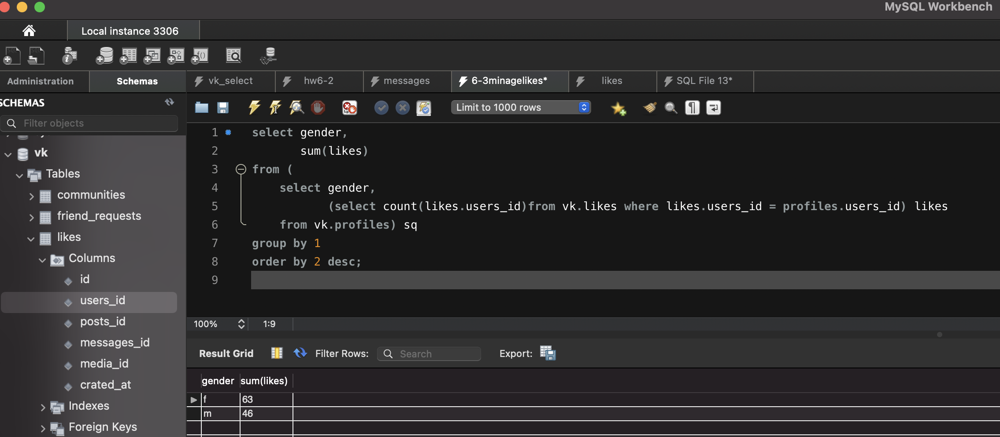 MySQL Workbench
Local instance 3306
Administration
Schemas
vk_select
hw6-2
messages
6-3minagelikes*
likes
SQL File 13*
SCHEMAS
Filter objects
Limit to 1000 rows
vk
Tables
communities
friend_requests
likes
Columns
id
users_id
posts_id
messages_id
media_id
crated_at
Indexes
Foreign Keys
1 select gender,
2 sum(likes)
3 from (
4 select gender,
5 (select count(likes.users_id)from vk.likes where likes.users_id = profiles.users_id) likes
6 from vk.profiles) sq
7 group by 1
8 order by 2 desc;
9
100% 1:9
Result Grid Filter Rows: Search Export:
gender sum(likes)
f 63
m 46